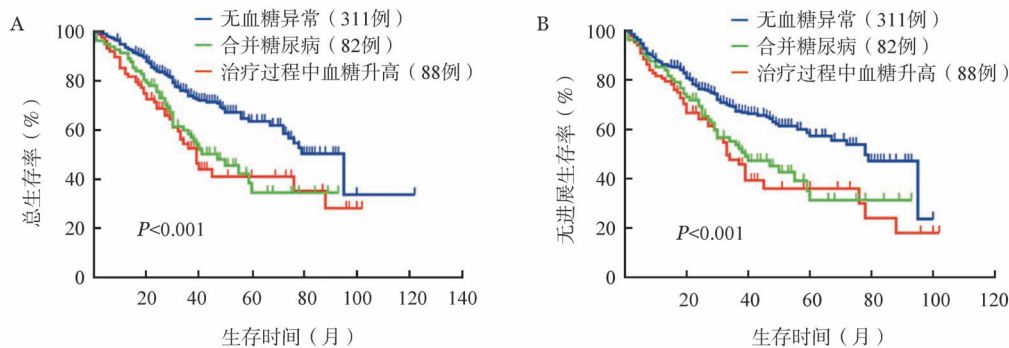 A
无血糖异常（311例）
合并糖尿病（82例）
治疗过程中血糖升高（88例）
总生存率（%）
100
80
60
40
20
0
P<0.001
20 40 60 80 100 120 140
生存时间（月）
B
无血糖异常（311例）
合并糖尿病（82例）
治疗过程中血糖升高（88例）
无进展生存率（%）
100
80
60
40
20
0
P<0.001
20 40 60 80 100 120
生存时间（月）